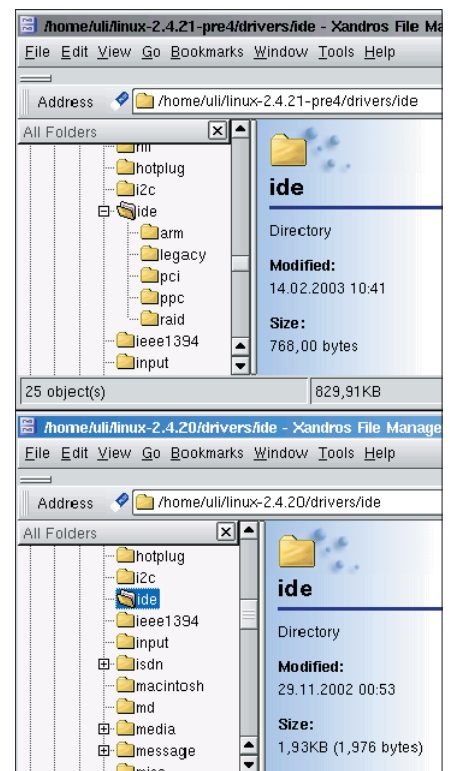 /home/uli/linux-2.4.21-pre4/drivers/ide - Xandros File Ma
File Edit View Go Bookmarks Window Tools Help
Address /home/uli/linux-2.4.21-pre4/drivers/ide
All Folders
hotplug
i2c
ide
arm
legacy
pci
ppc
raid
ieee1394
input
ide
Directory
Modified:
14.02.2003 10:41
Size:
768,00 bytes
25 object(s) 829,91KB
/home/uli/linux-2.4.20/drivers/ide - Xandros File Manage
File Edit View Go Bookmarks Window Tools Help
Address /home/uli/linux-2.4.20/drivers/ide
All Folders
hotplug
i2c
ide
ieee1394
input
isdn
macintosh
md
media
message
ide
Directory
Modified:
29.11.2002 00:53
Size:
1,93KB (1,976 bytes)